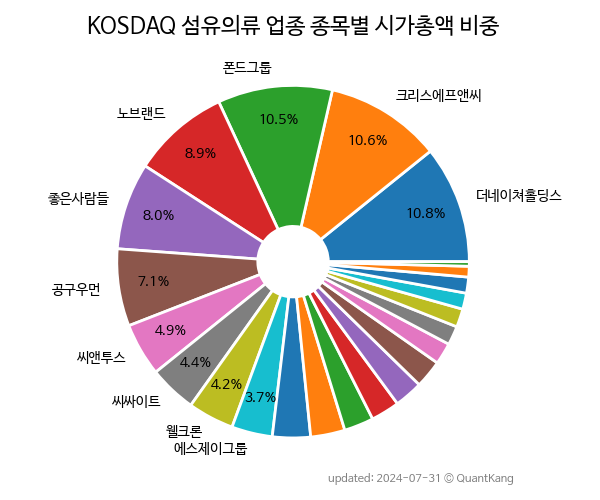 KOSDAQ 섬유의류 업종 종목별 시가총액 비중
폰드그룹
크리스에프앤씨
노브랜드
10.5%
10.6%
8.9%
더네이쳐홀딩스
좋은사람들
8.0%
10.8%
공구우먼
7.1%
4.9%
씨앤투스
4.4%
4.2%
씨싸이트
3.7%
웰크론
에스제이그룹
updated: 2024-07-31 © QuantKang